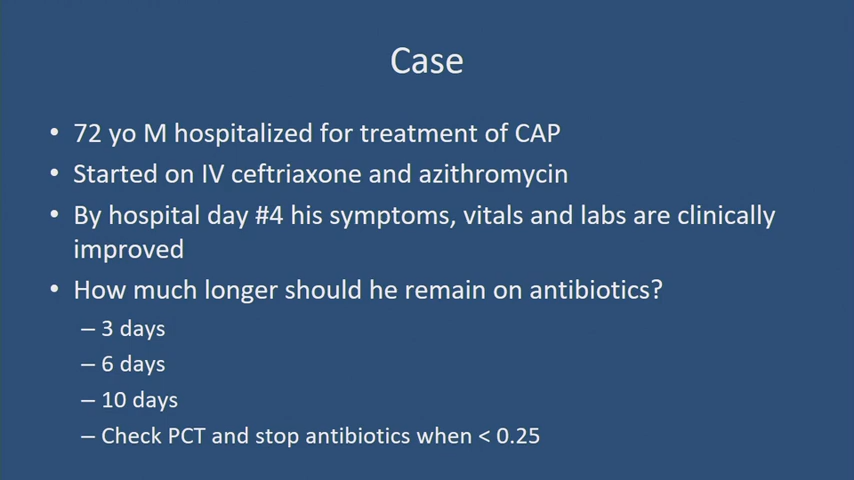 Case
• 72 yo M hospitalized for treatment of CAP
• Started on IV ceftriaxone and azithromycin
• By hospital day #4 his symptoms, vitals and labs are clinically
improved
• How much longer should he remain on antibiotics?
– 3 days
– 6 days
– 10 days
– Check PCT and stop antibiotics when < 0.25